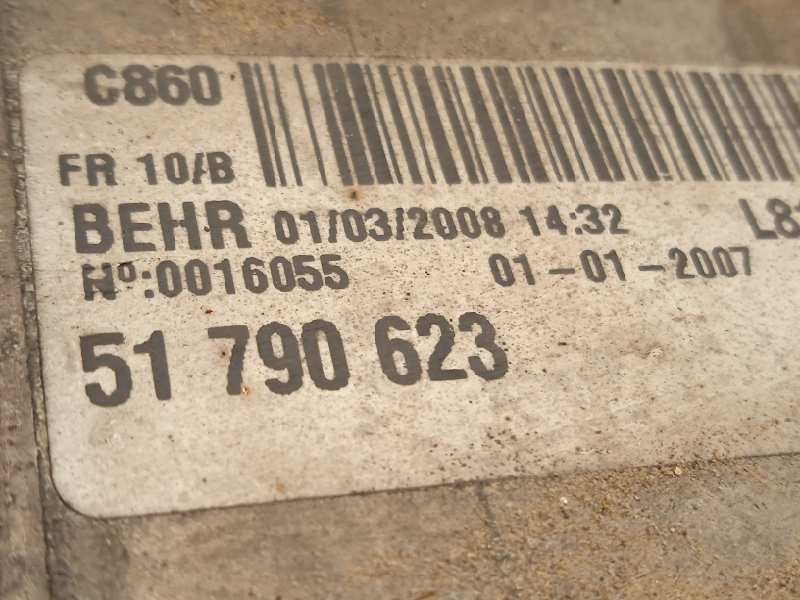 C860
FR 10/B
BEHR 01/03/2008 14:32
Nº:0016055 01-01-2007
51 790 623